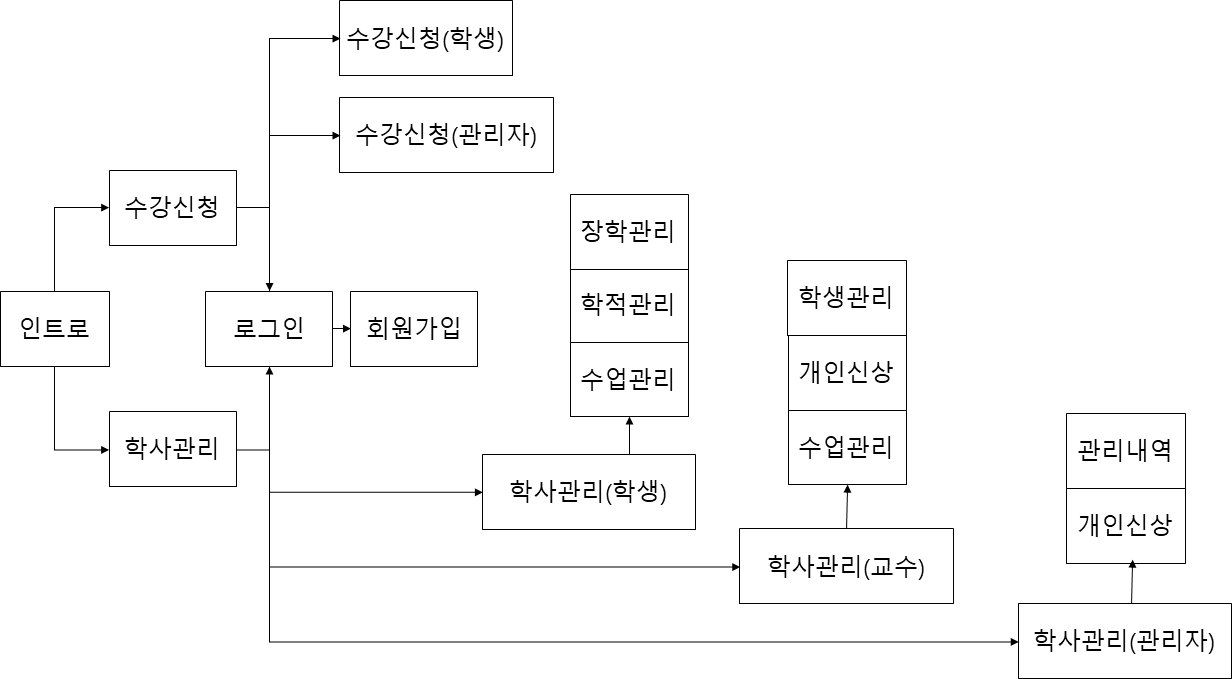 수강신청(학생)
수강신청(관리자)
수강신청
장학관리
학적관리
수업관리
학생관리
개인신상
수업관리
인트로
로그인
회원가입
학사관리
관리내역
개인신상
학사관리(학생)
학사관리(교수)
학사관리(관리자)